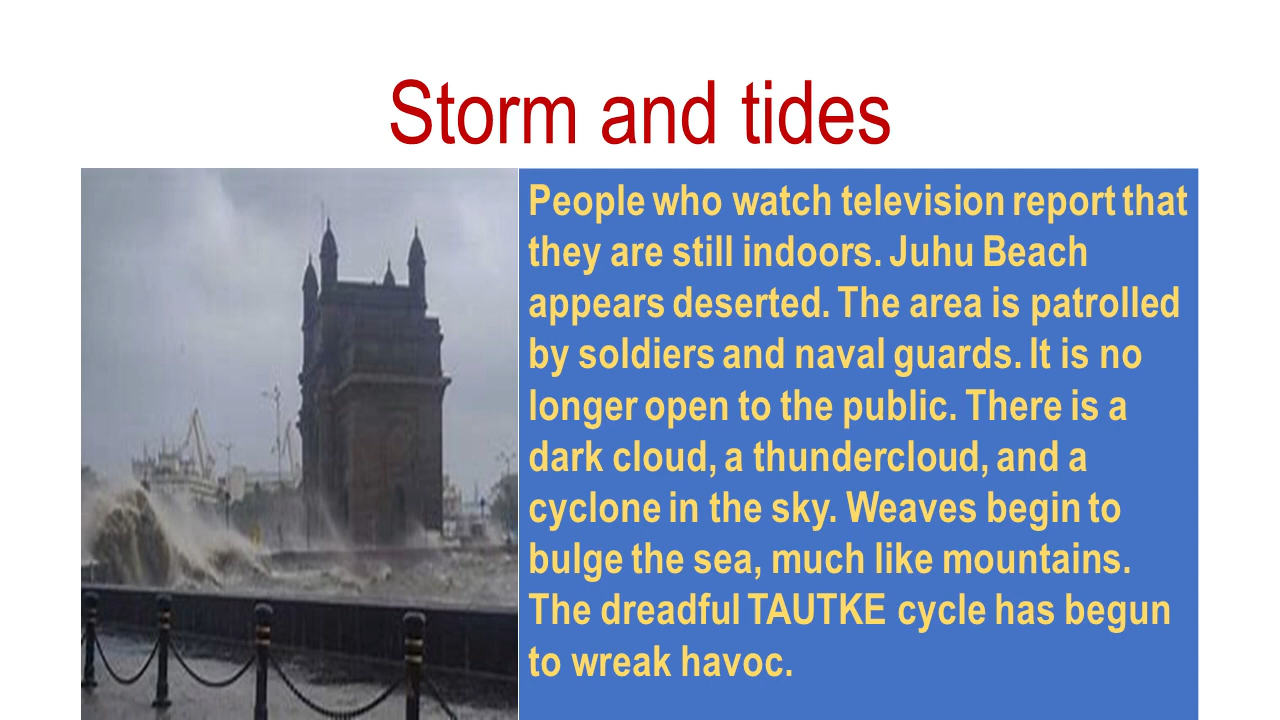 Storm and tides
People who watch television report that
they are still indoors. Juhu Beach
appears deserted. The area is patrolled
by soldiers and naval guards. It is no
longer open to the public. There is a
dark cloud, a thundercloud, and a
cyclone in the sky. Weaves begin to
bulge the sea, much like mountains.
The dreadful TAUTKE cycle has begun
to wreak havoc.